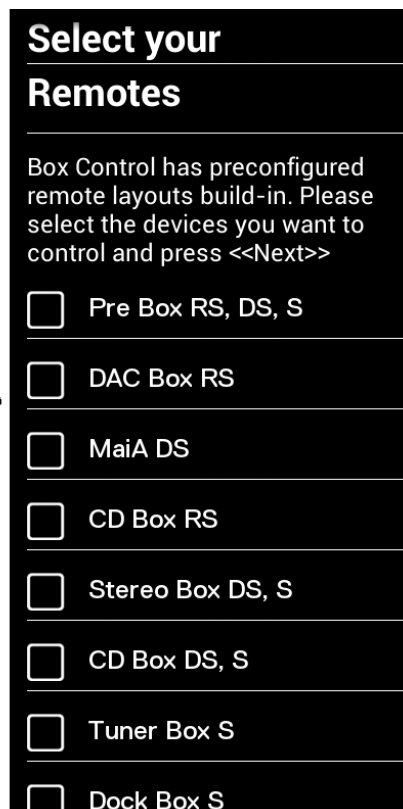 Select your
Remotes
Box Control has preconfigured
remote layouts build-in. Please
select the devices you want to
control and press <<Next>>
Pre Box RS, DS, S
DAC Box RS
MaiA DS
CD Box RS
Stereo Box DS, S
CD Box DS, S
Tuner Box S
Dock Box S